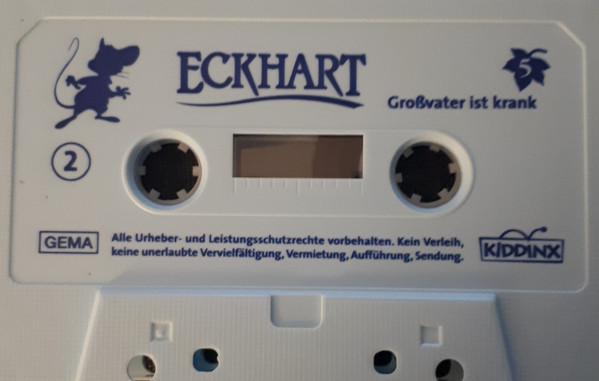 ECKHART
5
Großvater ist krank
2
GEMA
Alle Urheber- und Leistungsschutzrechte vorbehalten. Kein Verleih,
keine unerlaubte Vervielfältigung, Vermietung, Aufführung, Sendung.
KIDDINX